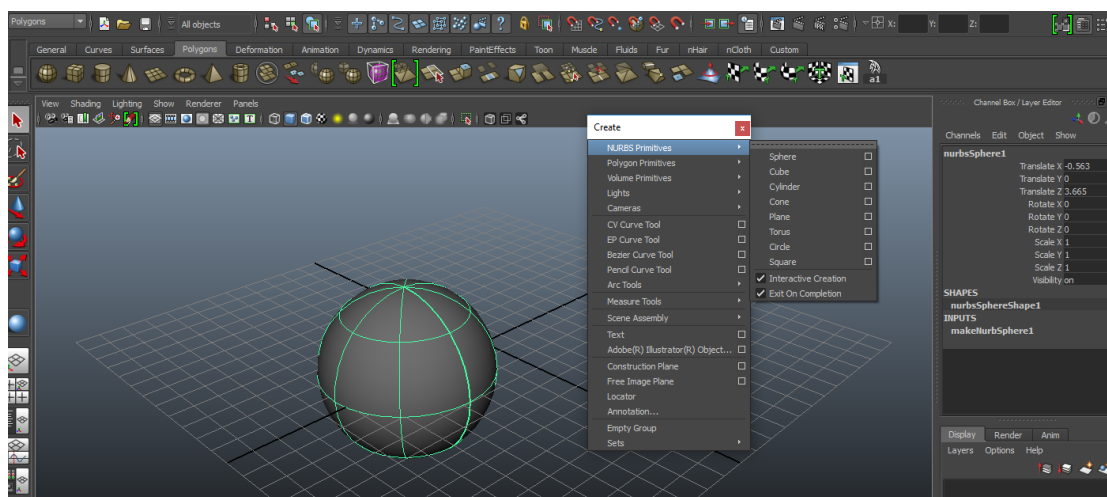 Polygons All objects X: Y: Z:
General Curves Surfaces Polygons Deformation Animation Dynamics Rendering PaintEffects Toon Muscle Fluids Fur nHair nCloth Custom
a1
View Shading Lighting Show Renderer Panels
Create
NURBS Primitives
Polygon Primitives
Volume Primitives
Lights
Cameras
CV Curve Tool
EP Curve Tool
Bezier Curve Tool
Pencil Curve Tool
Arc Tools
Measure Tools
Scene Assembly
Text
Adobe(R) Illustrator(R) Object...
Construction Plane
Free Image Plane
Locator
Annotation...
Empty Group
Sets
Sphere
Cube
Cylinder
Cone
Plane
Torus
Circle
Square
Interactive Creation
Exit On Completion
Channel Box / Layer Editor
Channels Edit Object Show
nurbsSphere1
Translate X -0.563
Translate Y 0
Translate Z 3.665
Rotate X 0
Rotate Y 0
Rotate Z 0
Scale X 1
Scale Y 1
Scale Z 1
Visibility on
SHAPES
nurbsSphereShape1
INPUTS
makeNurbSphere1
Display Render Anim
Layers Options Help